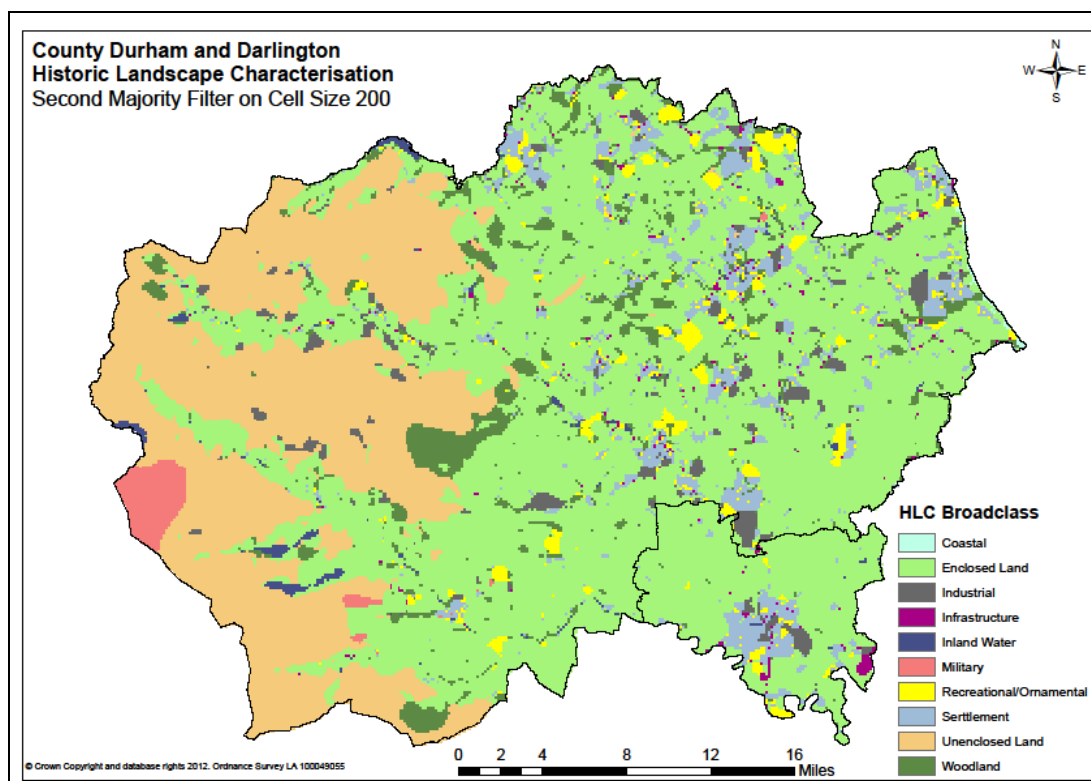 County Durham and Darlington
Historic Landscape Characterisation
Second Majority Filter on Cell Size 200
N
W E
S
HLC Broadclass
Coastal
Enclosed Land
Industrial
Infrastructure
Inland Water
Military
Recreational/Ornamental
Serttlement
Unenclosed Land
Woodland
0 2 4 8 12 16
Miles
© Crown Copyright and database rights 2012. Ordnance Survey LA 100049055